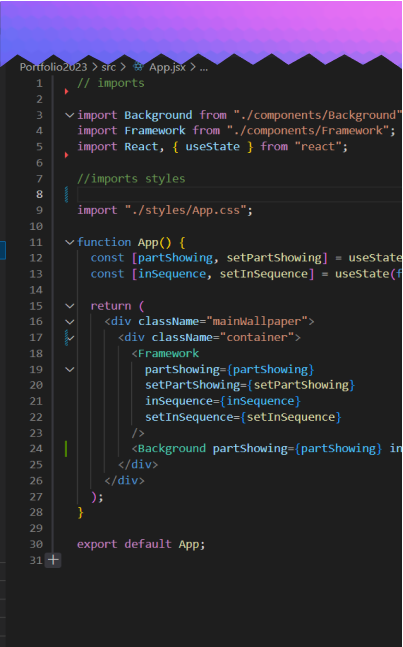 Portfolio2023 > src > App.jsx > ...
1 // imports
2
3 import Background from "./components/Background"
4 import Framework from "./components/Framework";
5 import React, { useState } from "react";
6
7 //imports styles
8
9 import "./styles/App.css";
10
11 function App() {
12 const [partShowing, setPartShowing] = useState
13 const [inSequence, setInSequence] = useState(f
14
15 return (
16 <div className="mainWallpaper">
17 <div className="container">
18 <Framework
19 partShowing={partShowing}
20 setPartShowing={setPartShowing}
21 inSequence={inSequence}
22 setInSequence={setInSequence}
23 />
24 <Background partShowing={partShowing} in
25 </div>
26 </div>
27 );
28 }
29
30 export default App;
31